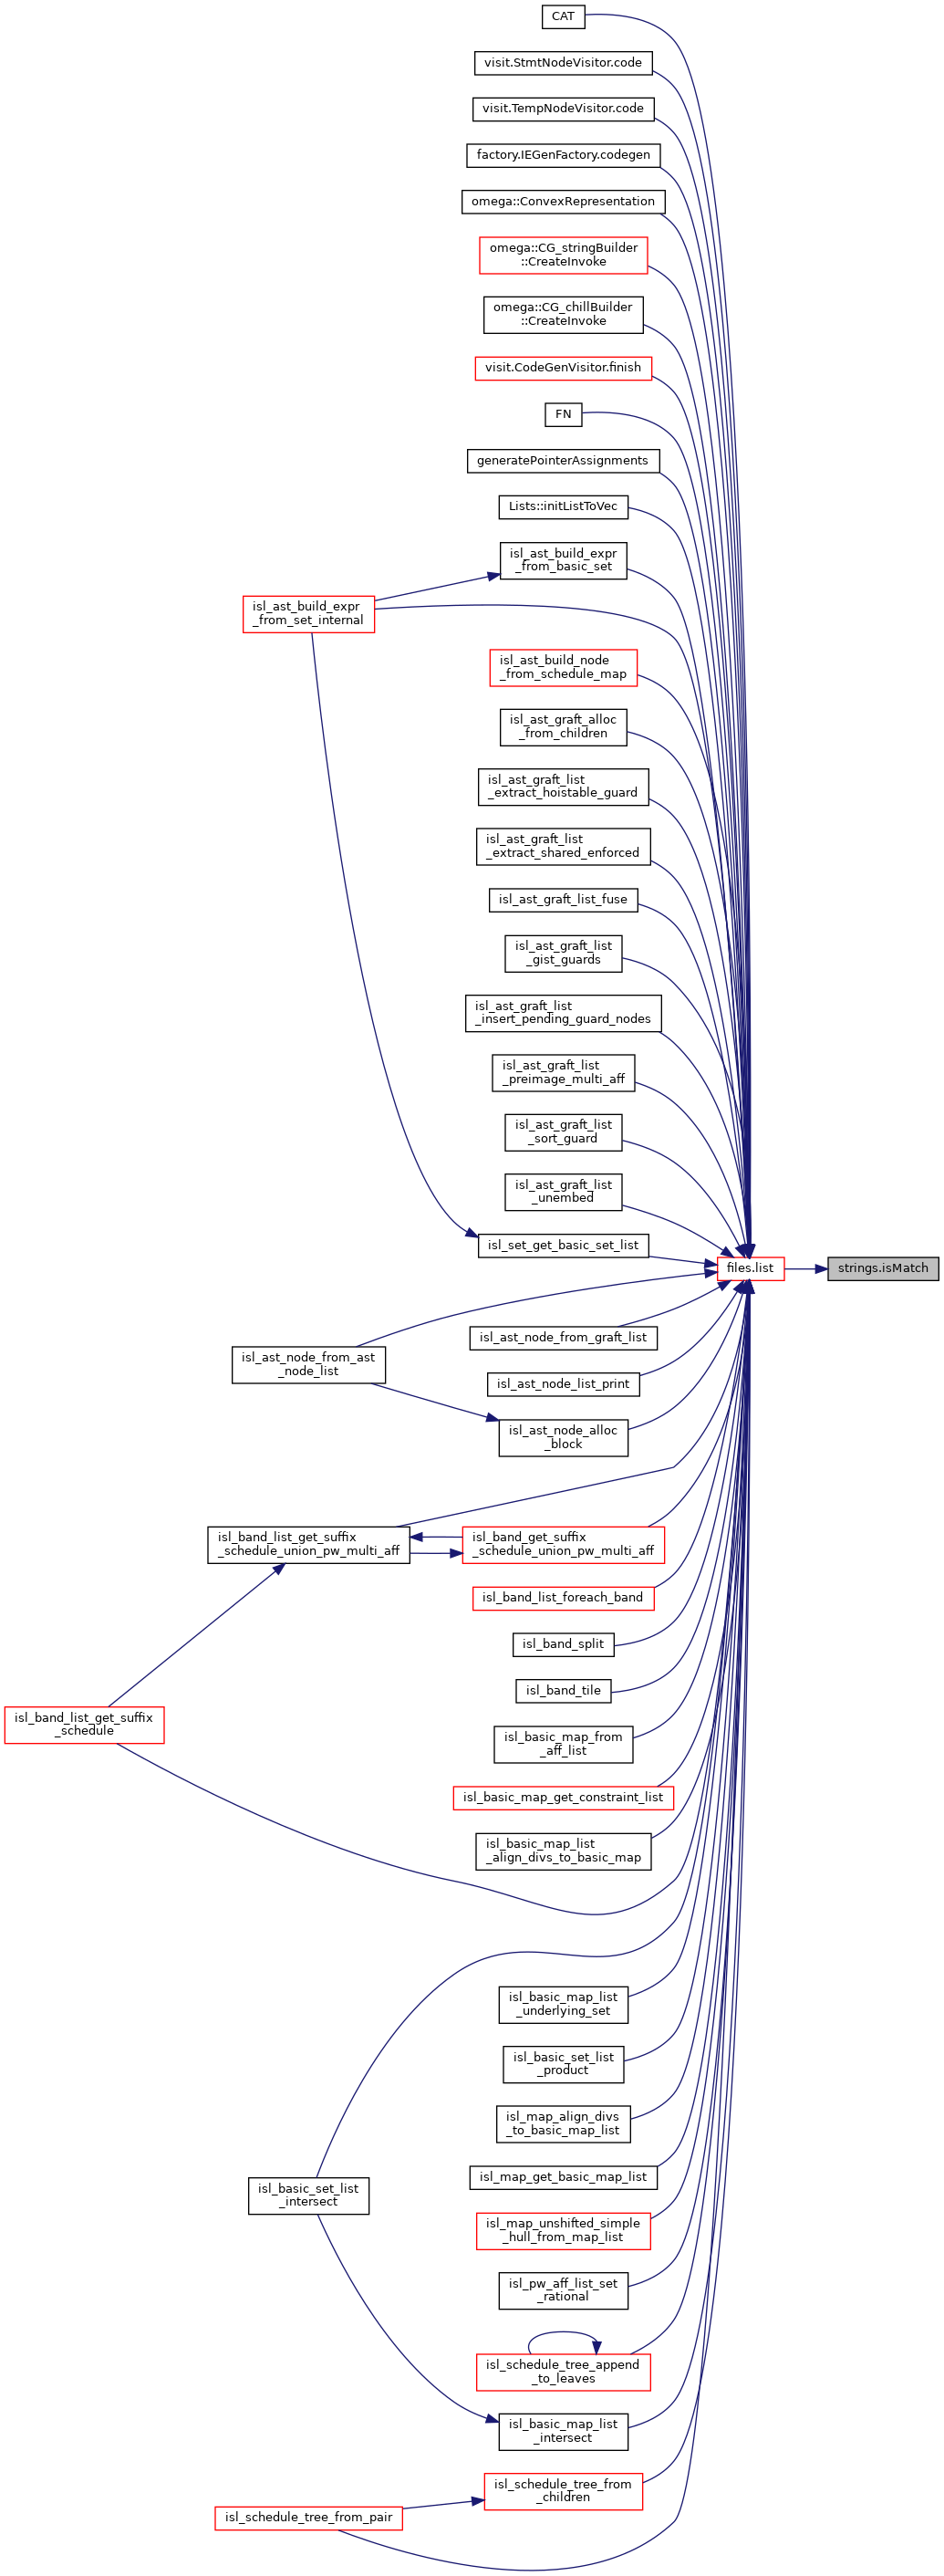 CAT
visit.StmtNodeVisitor.code
visit.TempNodeVisitor.code
factory.IEGenFactory.codegen
omega::ConvexRepresentation
omega::CG_stringBuilder
::CreateInvoke
omega::CG_chillBuilder
::CreateInvoke
visit.CodeGenVisitor.finish
FN
generatePointerAssignments
Lists::initListToVec
isl_ast_build_expr
_from_basic_set
isl_ast_build_expr
_from_set_internal
isl_ast_build_node
_from_schedule_map
isl_ast_graft_alloc
_from_children
isl_ast_graft_list
_extract_hoistable_guard
isl_ast_graft_list
_extract_shared_enforced
isl_ast_graft_list_fuse
isl_ast_graft_list
_gist_guards
isl_ast_graft_list
_insert_pending_guard_nodes
isl_ast_graft_list
_preimage_multi_aff
isl_ast_graft_list
_sort_guard
isl_ast_graft_list
_unembed
isl_set_get_basic_set_list
files.list
strings.isMatch
isl_ast_node_from_graft_list
isl_ast_node_from_ast
_node_list
isl_ast_node_list_print
isl_ast_node_alloc
_block
isl_band_list_get_suffix
_schedule_union_pw_multi_aff
isl_band_get_suffix
_schedule_union_pw_multi_aff
isl_band_list_foreach_band
isl_band_split
isl_band_tile
isl_band_list_get_suffix
_schedule
isl_basic_map_from
_aff_list
isl_basic_map_get_constraint_list
isl_basic_map_list
_align_divs_to_basic_map
isl_basic_map_list
_underlying_set
isl_basic_set_list
_product
isl_map_align_divs
_to_basic_map_list
isl_map_get_basic_map_list
isl_basic_set_list
_intersect
isl_map_unshifted_simple
_hull_from_map_list
isl_pw_aff_list_set
_rational
isl_schedule_tree_append
_to_leaves
isl_basic_map_list
_intersect
isl_schedule_tree_from
_children
isl_schedule_tree_from_pair